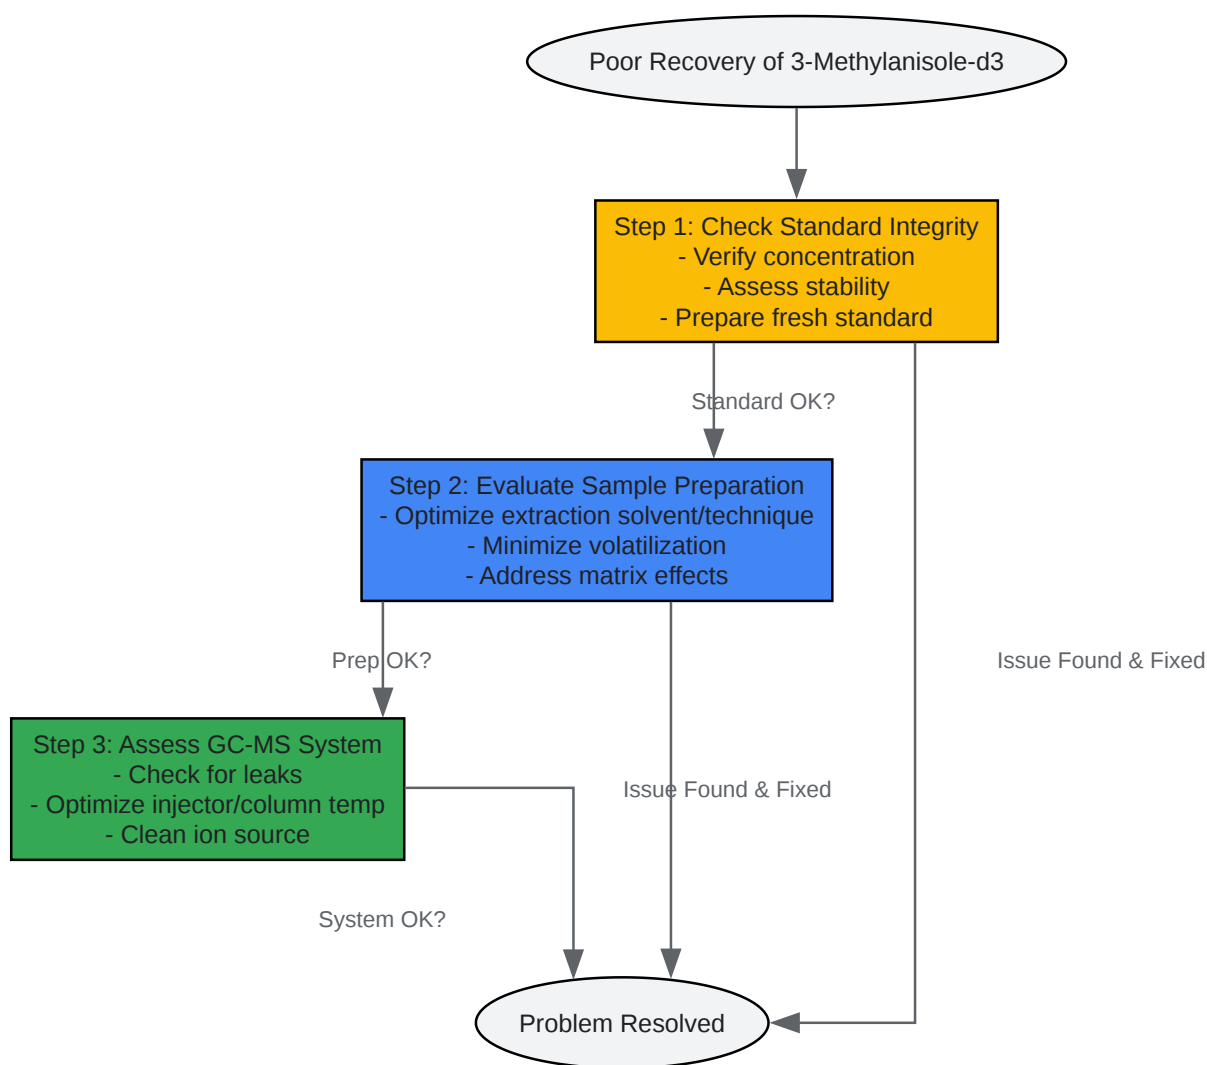 Poor Recovery of 3-Methylanisole-d3
Step 1: Check Standard Integrity
- Verify concentration
- Assess stability
- Prepare fresh standard
Standard OK?
Step 2: Evaluate Sample Preparation
- Optimize extraction solvent/technique
- Minimize volatilization
- Address matrix effects
Prep OK?
Issue Found & Fixed
Step 3: Assess GC-MS System
- Check for leaks
- Optimize injector/column temp
- Clean ion source
Issue Found & Fixed
System OK?
Problem Resolved